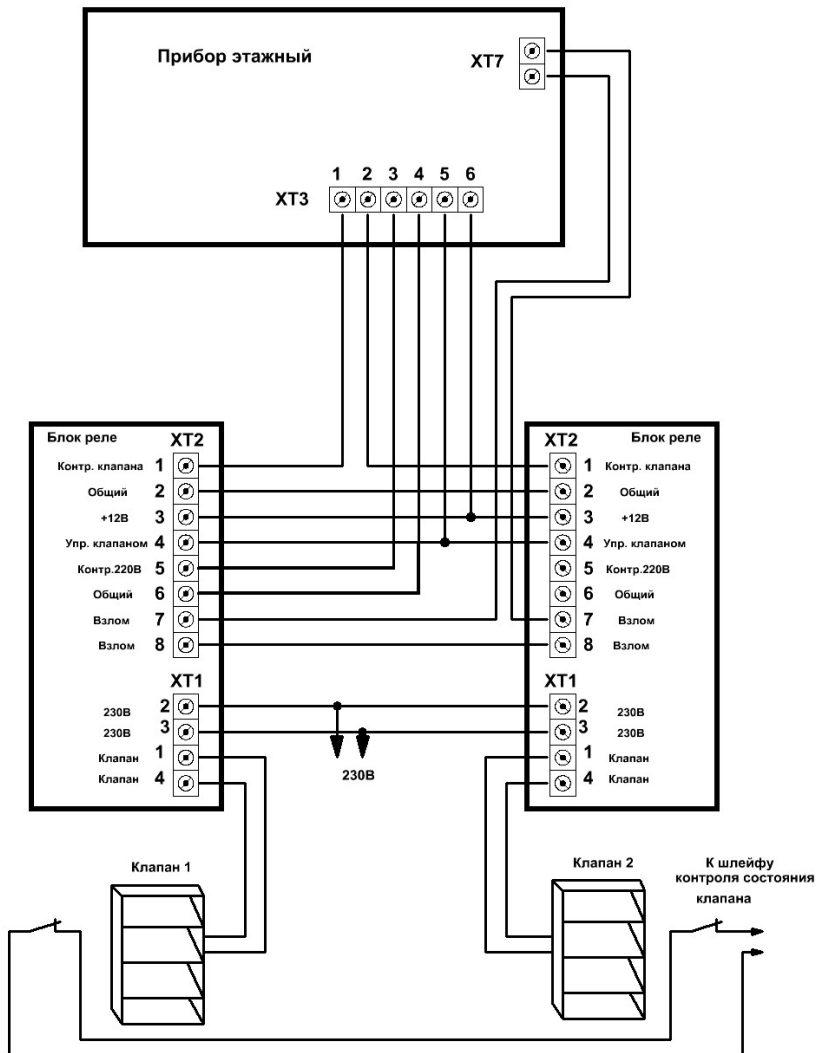 Прибор этажный
XT7
1 2 3 4 5 6
XT3
Блок реле
XT2
Контр. клапана 1
Общий 2
+12В 3
Упр. клапаном 4
Контр.220В 5
Общий 6
Взлом 7
Взлом 8
XT1
230В 2
230В 3
Клапан 1
Клапан 4
XT2
Блок реле
1 Контр. клапана
2 Общий
3 +12В
4 Упр. клапаном
5 Контр.220В
6 Общий
7 Взлом
8 Взлом
XT1
2 230В
3 230В
1 Клапан
4 Клапан
230В
Клапан 1
Клапан 2
К шлейфу
контроля состояния
клапана